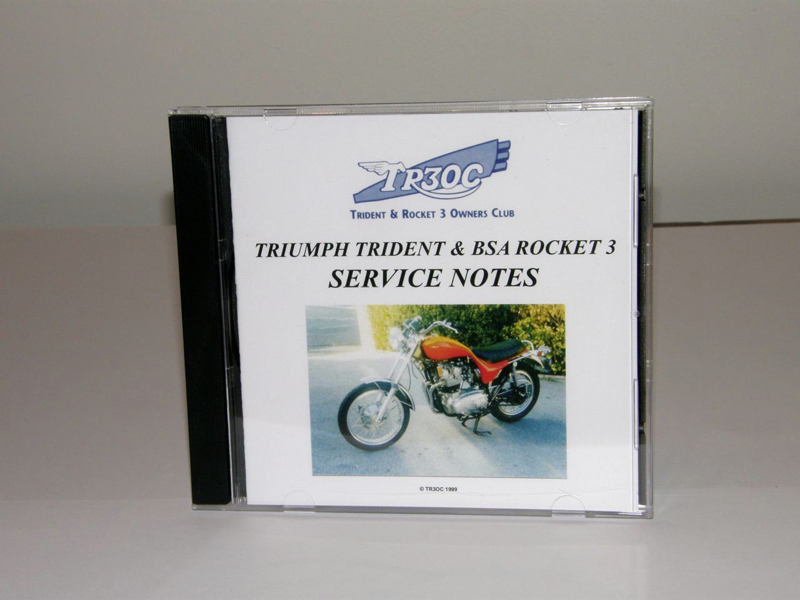 TR3OC
TRIDENT & ROCKET 3 OWNERS CLUB
TRIUMPH TRIDENT & BSA ROCKET 3
SERVICE NOTES
© TR3OC 1999